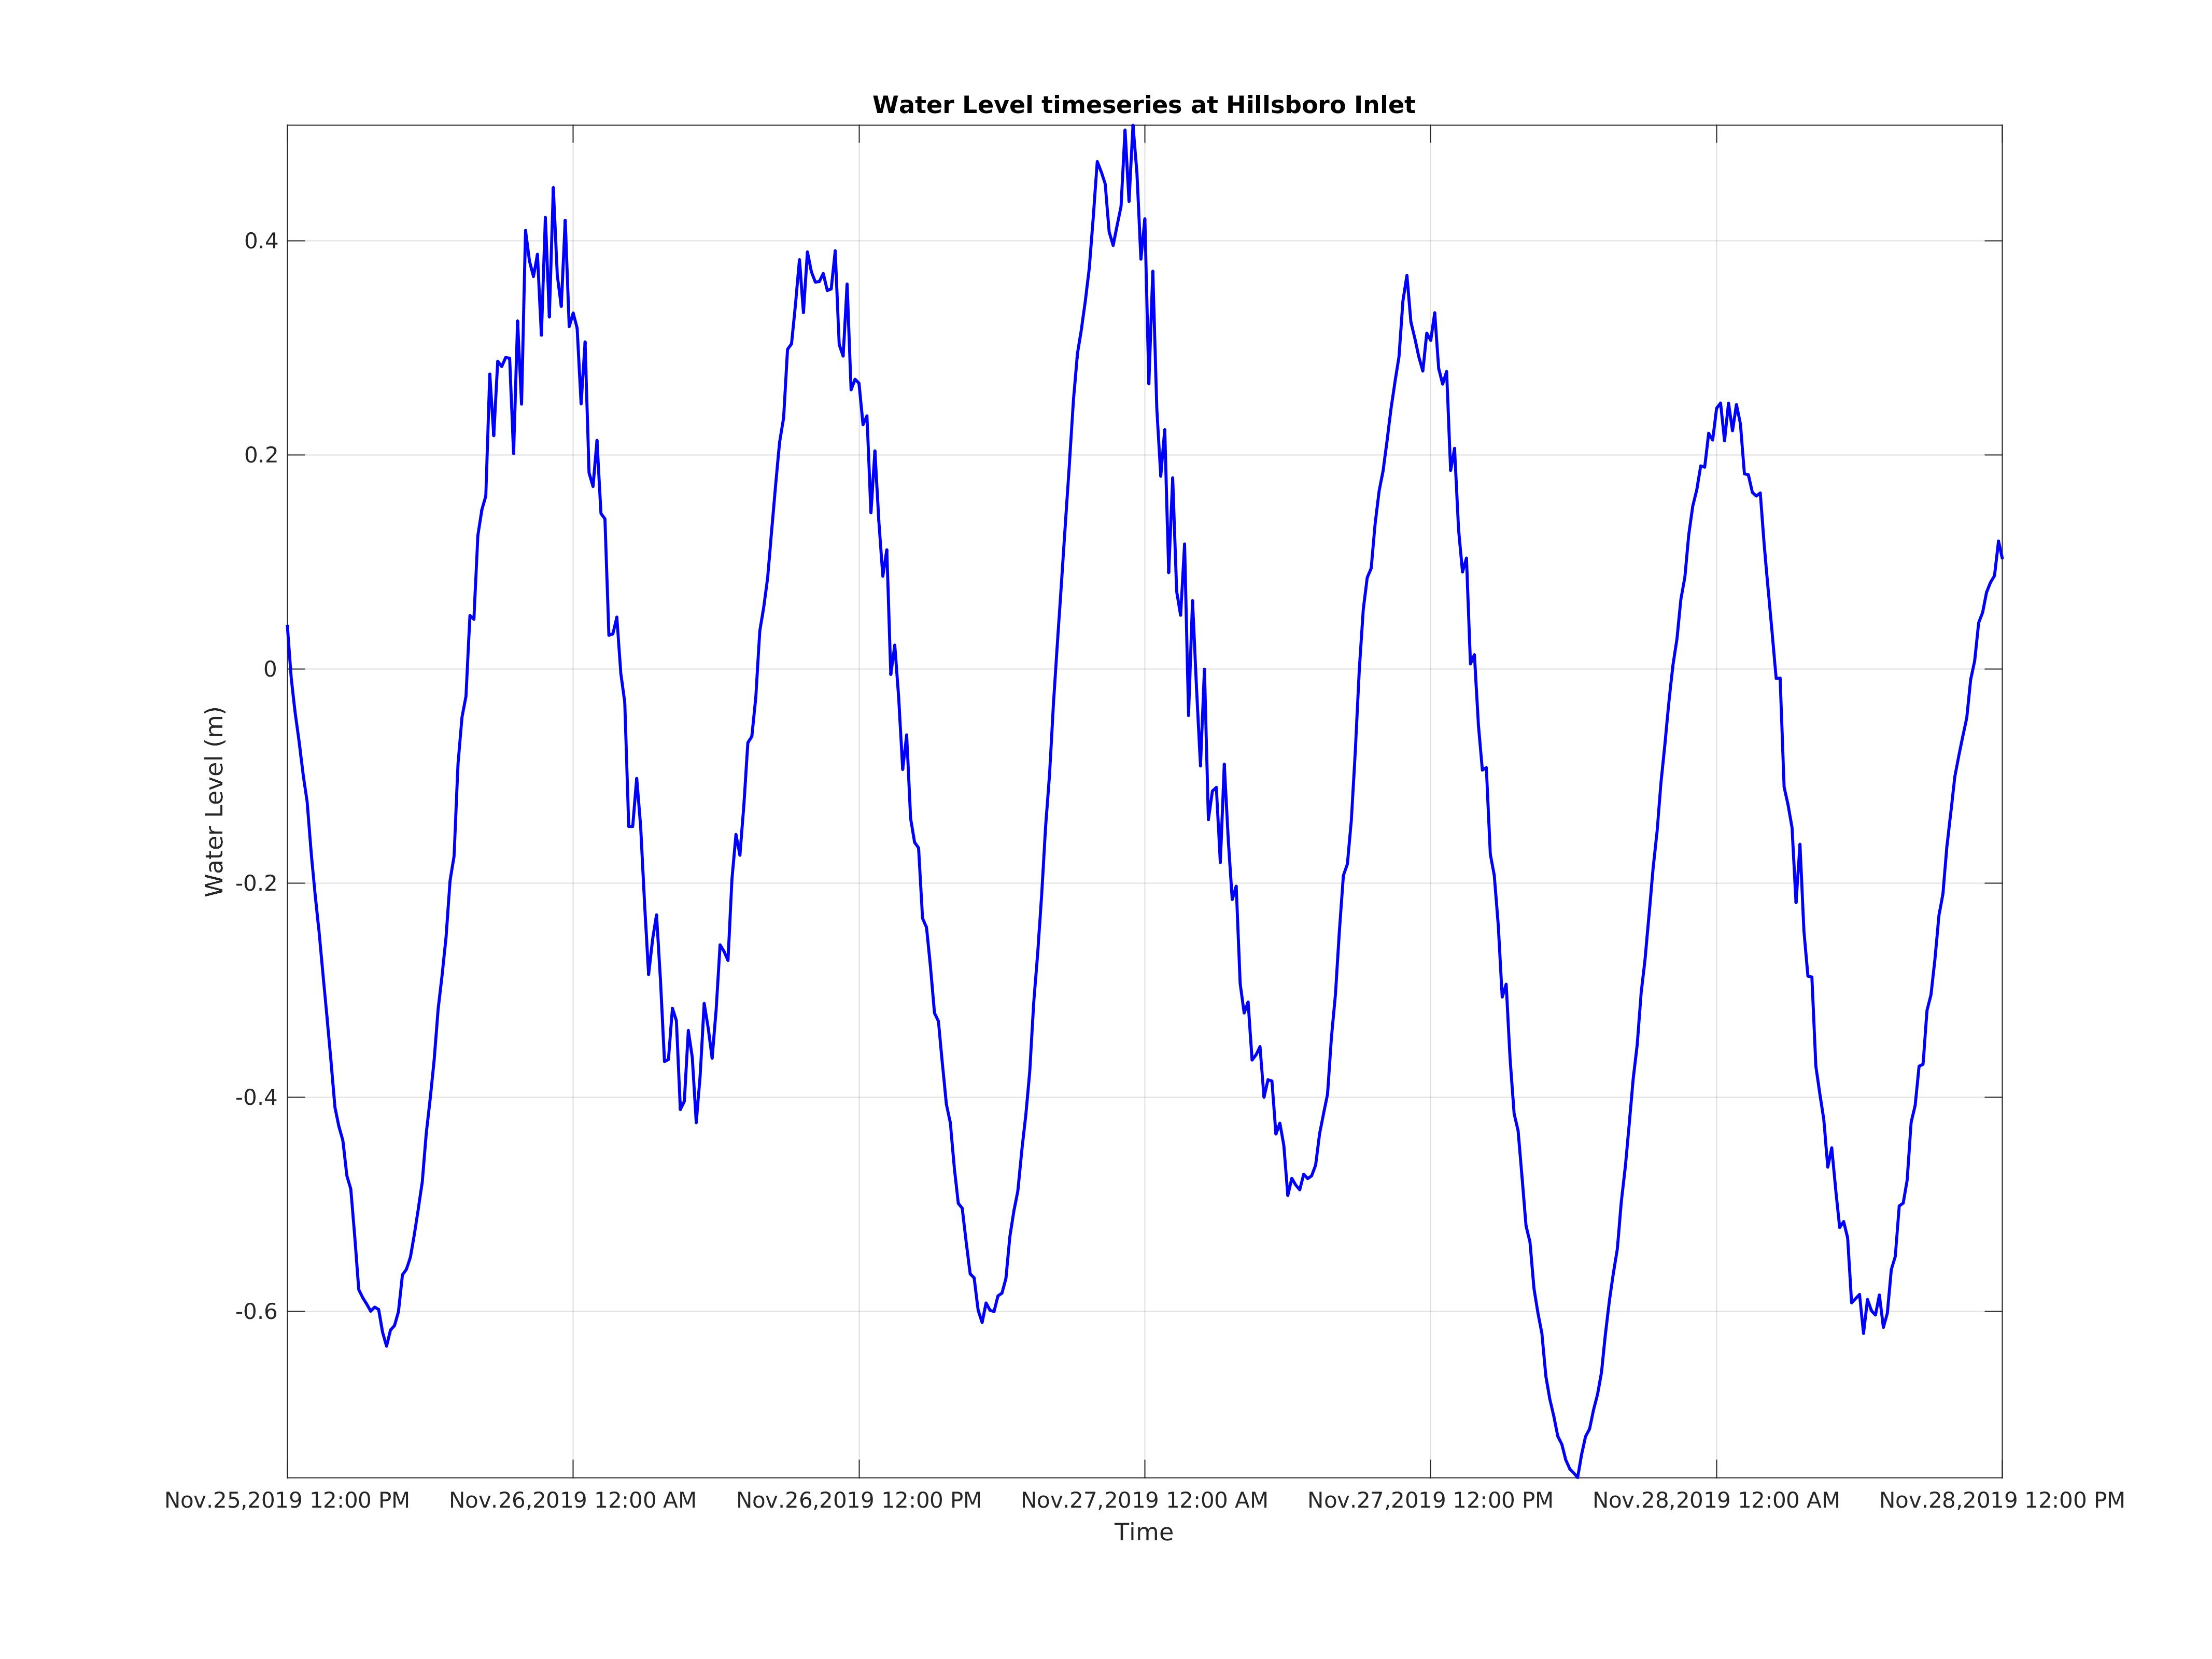 Water Level timeseries at Hillsboro Inlet
0.4
0.2
0
-0.2
-0.4
-0.6
Water Level (m)
Nov.25,2019 12:00 PM Nov.26,2019 12:00 AM Nov.26,2019 12:00 PM Nov.27,2019 12:00 AM Nov.27,2019 12:00 PM Nov.28,2019 12:00 AM Nov.28,2019 12:00 PM
Time